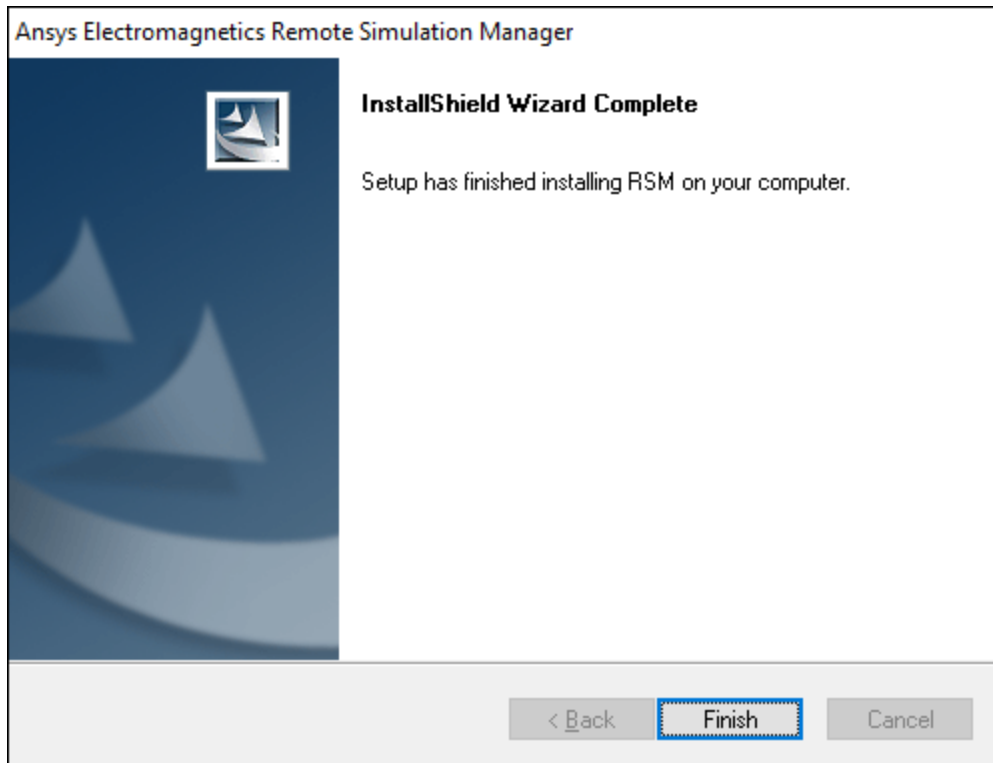 Ansys Electromagnetics Remote Simulation Manager
InstallShield Wizard Complete
Setup has finished installing RSM on your computer.
< Back
Finish
Cancel